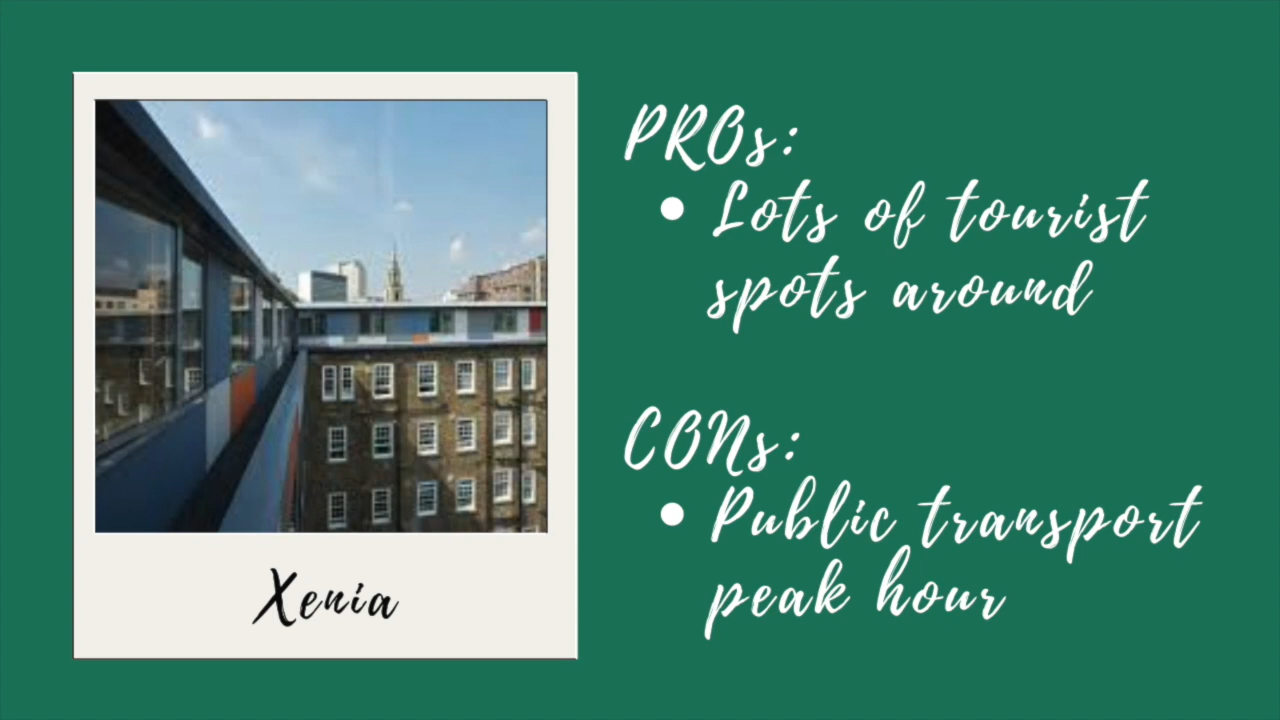 PROs:
• Lots of tourist
spots around
CONs:
• Public transport
peak hour
Xenia